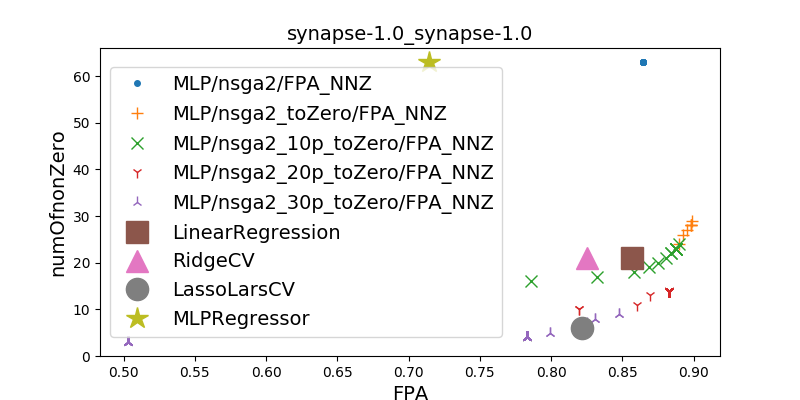 synapse-1.0_synapse-1.0
numOfnonZero
60
50
40
30
20
10
0
MLP/nsga2/FPA_NNZ
MLP/nsga2_toZero/FPA_NNZ
MLP/nsga2_10p_toZero/FPA_NNZ
MLP/nsga2_20p_toZero/FPA_NNZ
MLP/nsga2_30p_toZero/FPA_NNZ
LinearRegression
RidgeCV
LassoLarsCV
MLPRegressor
0.50 0.55 0.60 0.65 0.70 0.75 0.80 0.85 0.90
FPA